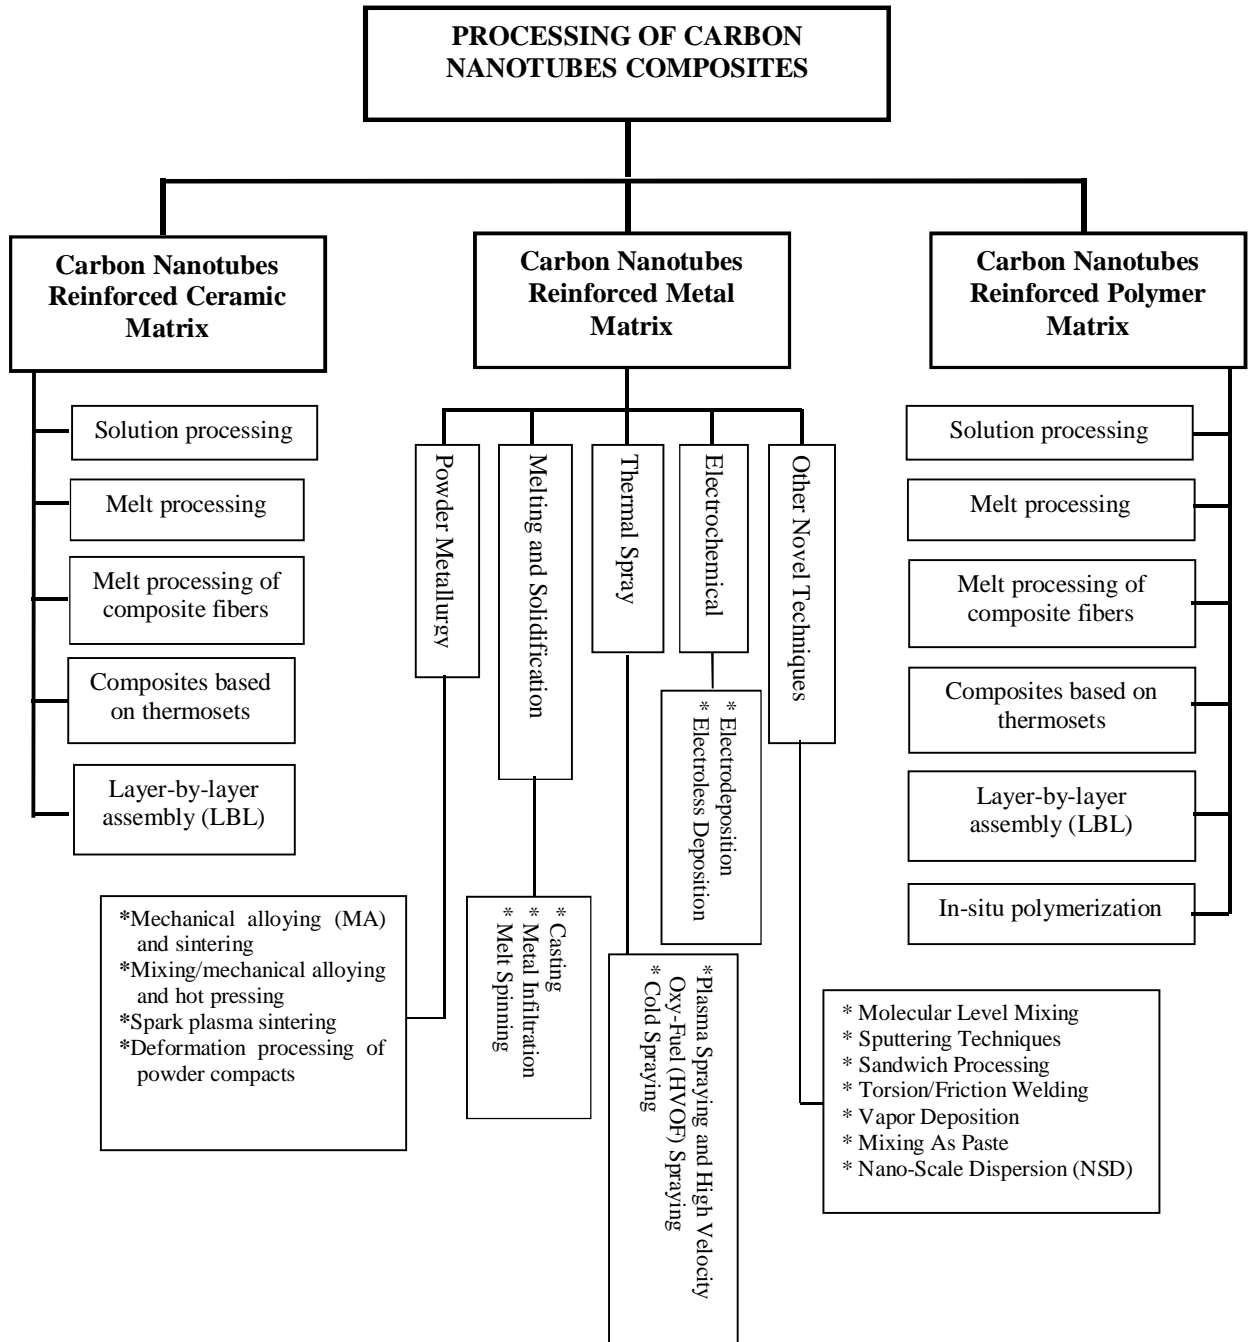 PROCESSING OF CARBON
NANOTUBES COMPOSITES
Carbon Nanotubes
Reinforced Ceramic
Matrix
Carbon Nanotubes
Reinforced Metal
Matrix
Carbon Nanotubes
Reinforced Polymer
Matrix
Solution processing
Melt processing
Melt processing of
composite fibers
Composites based
on thermosets
Layer-by-layer
assembly (LBL)
Powder Metallurgy
Melting and Solidification
Thermal Spray
Electrochemical
Other Novel Techniques
Solution processing
Melt processing
Melt processing of
composite fibers
Composites based on
thermosets
Layer-by-layer
assembly (LBL)
In-situ polymerization
*Mechanical alloying (MA)
and sintering
*Mixing/mechanical alloying
and hot pressing
*Spark plasma sintering
*Deformation processing of
powder compacts
* Casting
* Metal Infiltration
* Melt Spinning
*Plasma Spraying and High Velocity
Oxy-Fuel (HVOF) Spraying
* Cold Spraying
* Electrodeposition
* Electroless Deposition
* Molecular Level Mixing
* Sputtering Techniques
* Sandwich Processing
* Torsion/Friction Welding
* Vapor Deposition
* Mixing As Paste
* Nano-Scale Dispersion (NSD)